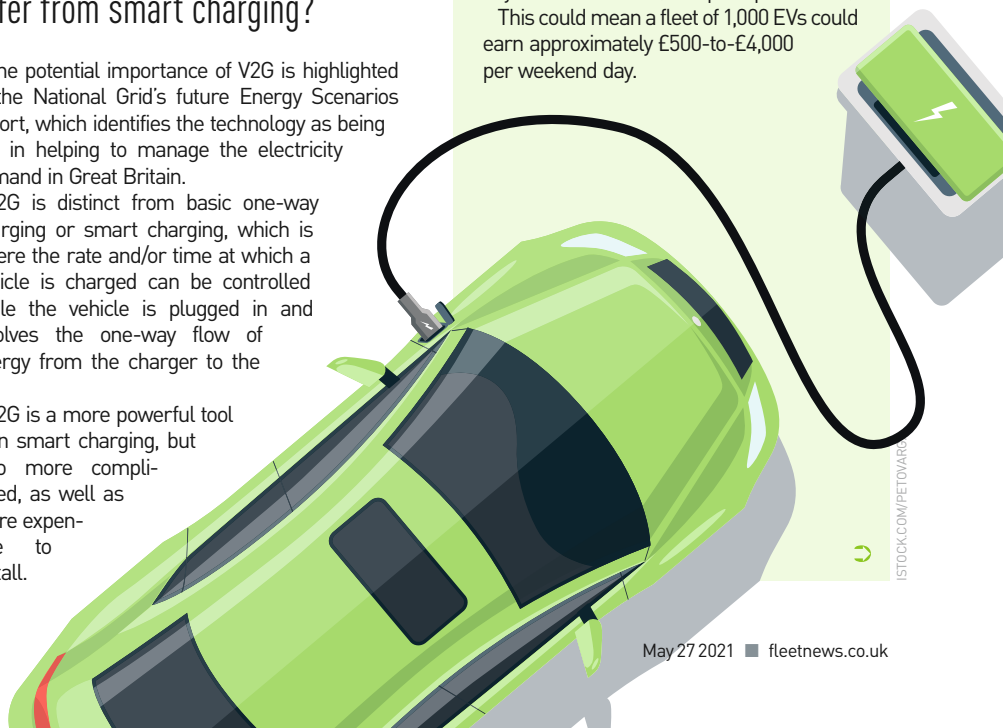 fer from smart charging?
he potential importance of V2G is highlighted
the National Grid's future Energy Scenarios
ort, which identifies the technology as being
in helping to manage the electricity
mand in Great Britain.
2G is distinct from basic one-way
arging or smart charging, which is
ere the rate and/or time at which a
icle is charged can be controlled
le the vehicle is plugged in and
olves the one-way flow of
ergy from the charger to the
2G is a more powerful tool
n smart charging, but
o more compli-
ed, as well as
re expen-
e to
tall.
This could mean a fleet of 1,000 EVs could
earn approximately £500-to-£4,000
per weekend day.
ISTOCK.COM/PETOVARG
May 27 2021 ■ fleetnews.co.uk